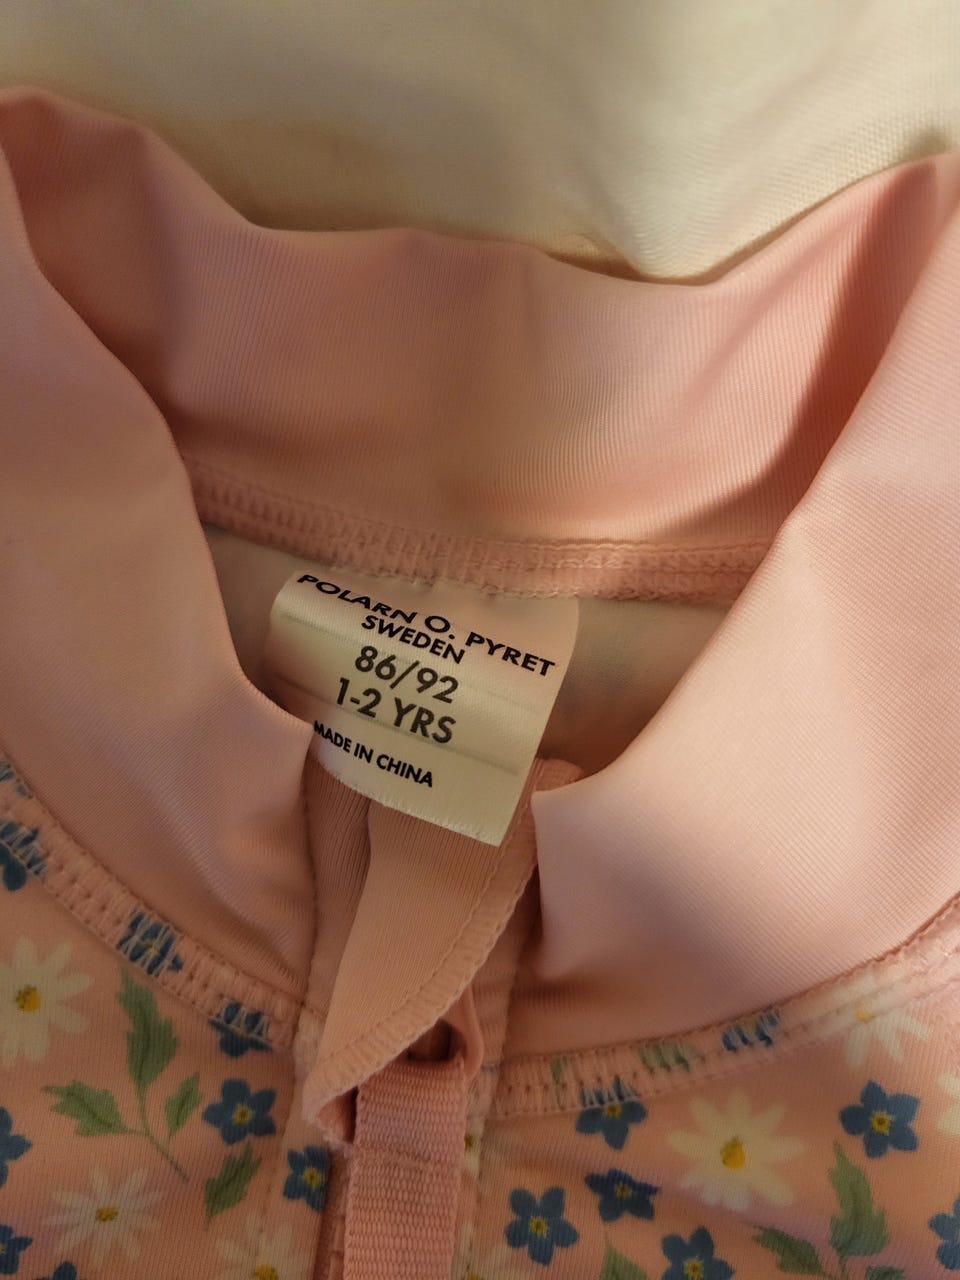 POLARN O. PYRET
SWEDEN
86/92
1-2 YRS
MADE IN CHINA